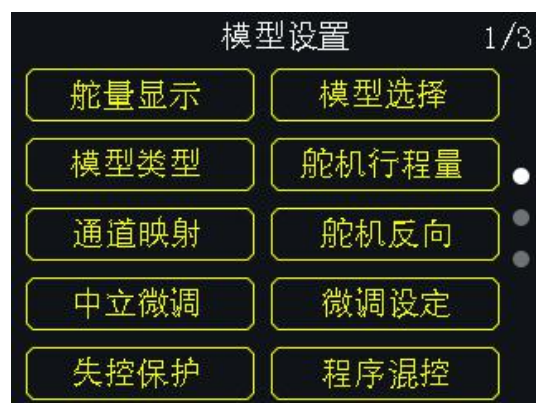 模型设置 1/3
舵量显示 模型选择
模型类型 舵机行程量
通道映射 舵机反向
中立微调 微调设定
失控保护 程序混控